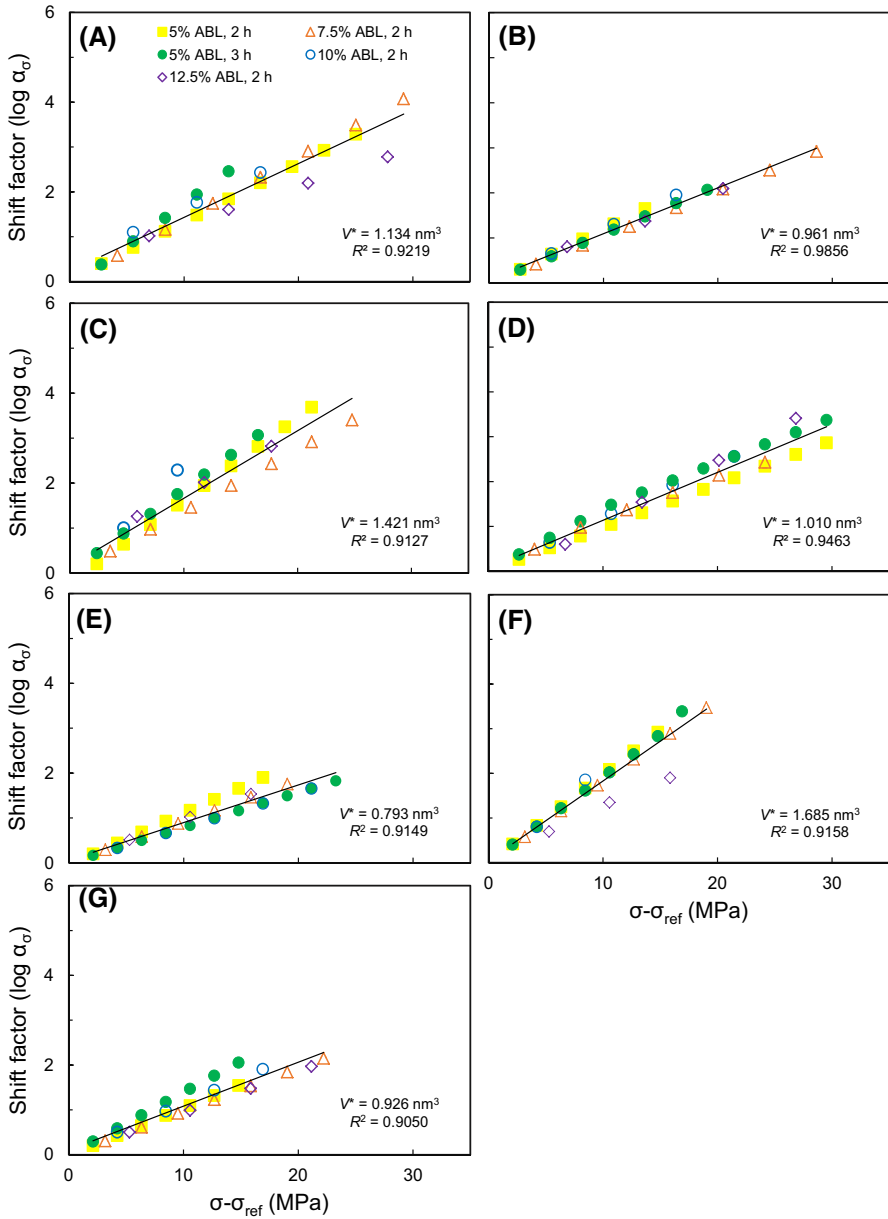 (A)
5% ABL, 2 h
7.5% ABL, 2 h
5% ABL, 3 h
10% ABL, 2 h
12.5% ABL, 2 h
6
4
2
0
Shift factor (log α_σ)
V* = 1.134 nm³
R² = 0.9219
(B)
V* = 0.961 nm³
R² = 0.9856
(C)
6
4
2
0
Shift factor (log α_σ)
V* = 1.421 nm³
R² = 0.9127
(D)
V* = 1.010 nm³
R² = 0.9463
(E)
6
4
2
0
Shift factor (log α_σ)
V* = 0.793 nm³
R² = 0.9149
(F)
V* = 1.685 nm³
R² = 0.9158
0 10 20 30
σ-σ_ref (MPa)
(G)
6
4
2
0
Shift factor (log α_σ)
V* = 0.926 nm³
R² = 0.9050
0 10 20 30
σ-σ_ref (MPa)